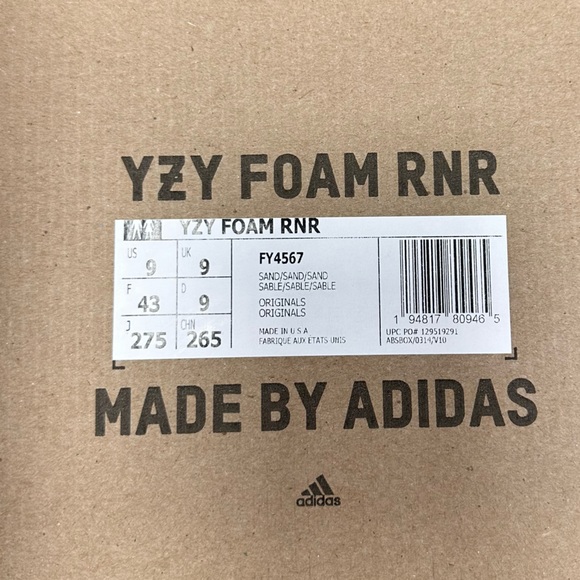 YZY FOAM RNR
YZY FOAM RNR
US 9 UK 9
F 43 D 9
J 275 CHN 265
FY4567
SAND/SAND/SAND
SABLE/SABLE/SABLE
ORIGINALS
ORIGINALS
MADE IN U S A
FABRIQUE AUX ETATS UNIS
1 94817 80946 5
UPC PO# 129519291
ABSBOX/0314/V10
MADE BY ADIDAS
adidas